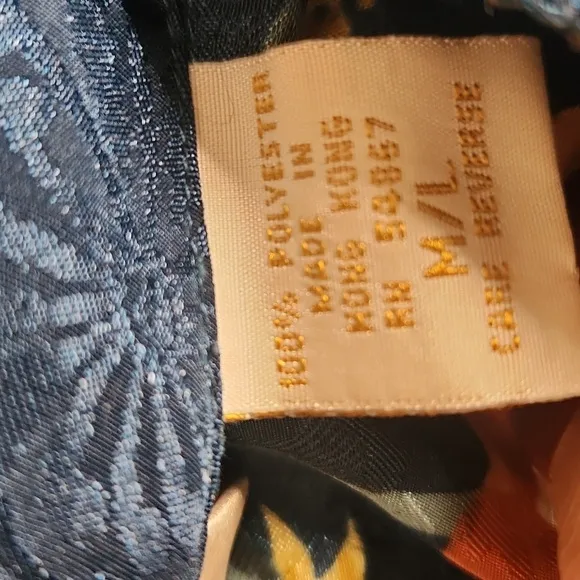 100% POLYESTER
MADE IN
HONG KONG
RN 54867
M/L
CARE REVERSE